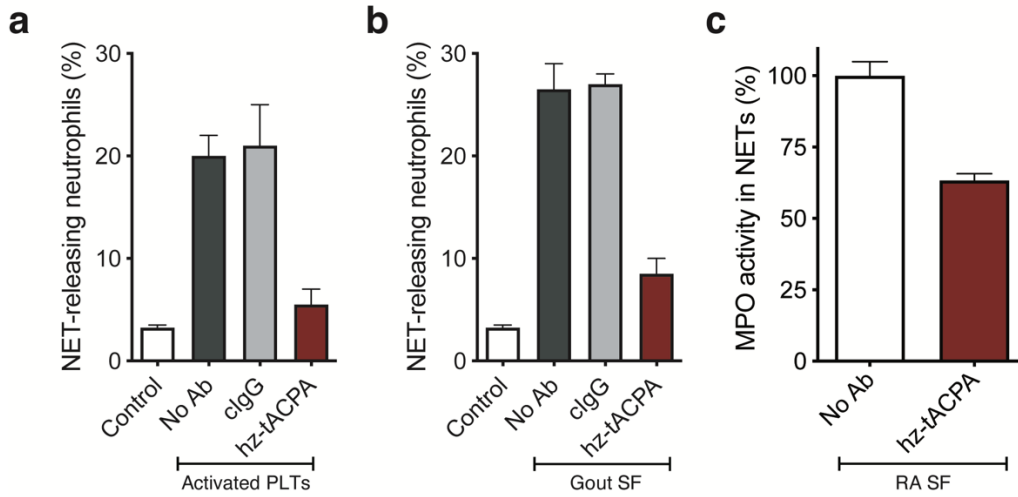 a
NET-releasing neutrophils (%)
30
20
10
0
Control
No Ab
cIgG
hz-tACPA
Activated PLTs
b
NET-releasing neutrophils (%)
30
20
10
0
Control
No Ab
cIgG
hz-tACPA
Gout SF
c
MPO activity in NETs (%)
100
75
50
25
0
No Ab
hz-tACPA
RA SF